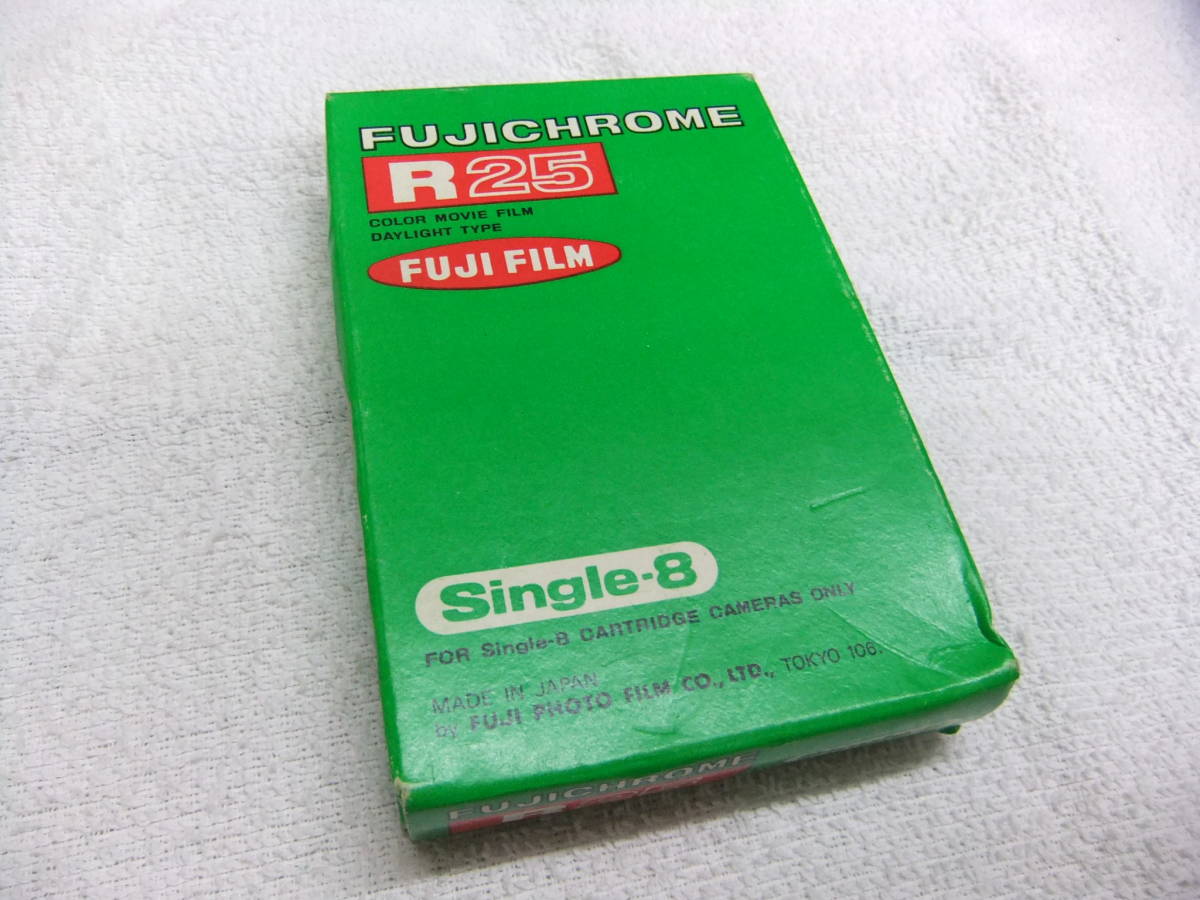 FUJICHROME
R25
COLOR MOVIE FILM
DAYLIGHT TYPE
FUJI FILM
Single-8
FOR Single-8 CARTRIDGE CAMERAS ONLY
MADE IN JAPAN
by FUJI PHOTO FILM CO., LTD., TOKYO 106.
FUJICHROME
R